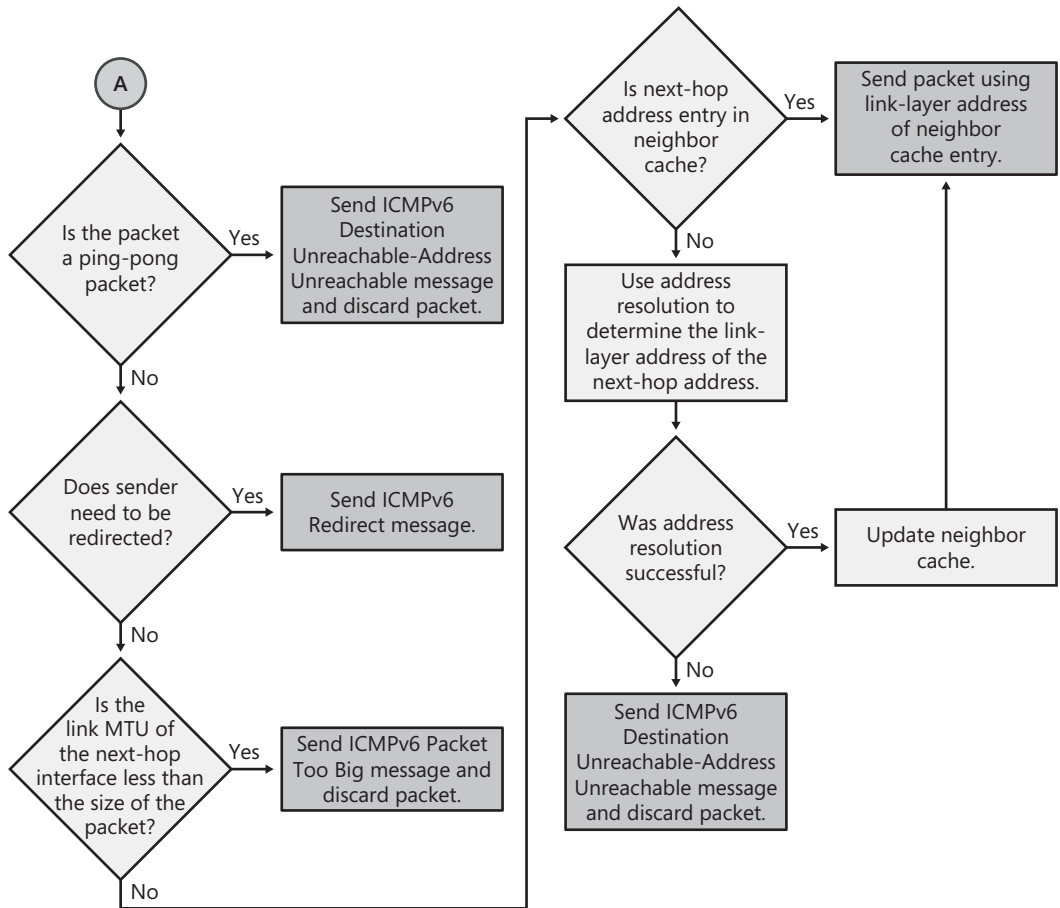 A
Is the packet
a ping-pong
packet?
Yes
Send ICMPv6
Destination
Unreachable-Address
Unreachable message
and discard packet.
No
Does sender
need to be
redirected?
Yes
Send ICMPv6
Redirect message.
No
Is the
link MTU of
the next-hop
interface less than
the size of the
packet?
Yes
Send ICMPv6 Packet
Too Big message and
discard packet.
No
Is next-hop
address entry in
neighbor
cache?
Yes
Send packet using
link-layer address
of neighbor
cache entry.
No
Use address
resolution to
determine the link-
layer address of the
next-hop address.
Was address
resolution
successful?
Yes
Update neighbor
cache.
No
Send ICMPv6
Destination
Unreachable-Address
Unreachable message
and discard packet.